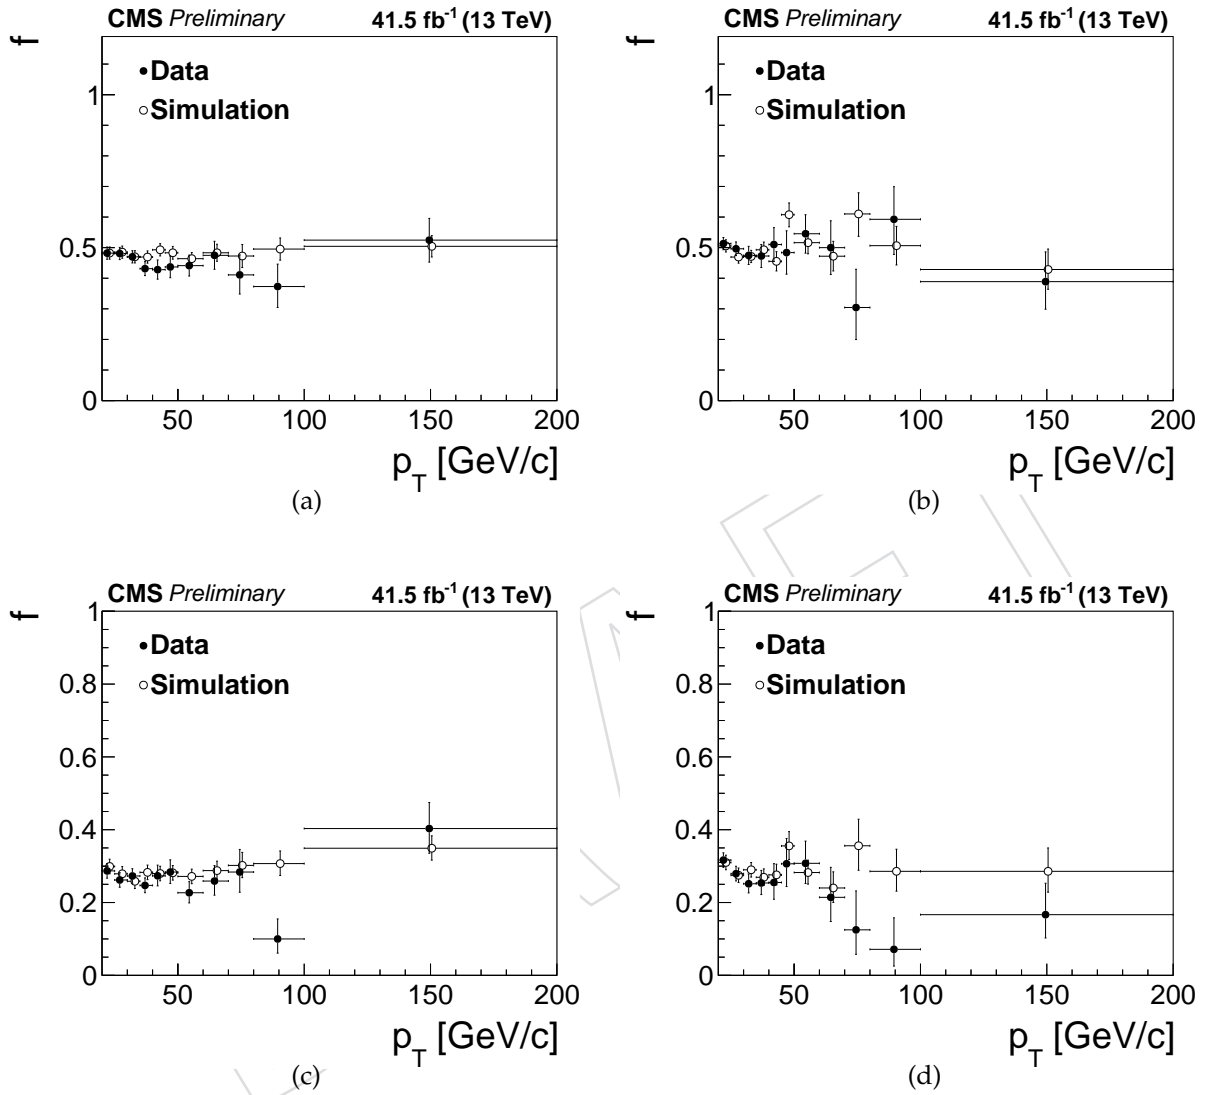 CMS Preliminary 41.5 fb⁻¹ (13 TeV)
f
Data
Simulation
1
0.5
0
50 100 150 200
p_T [GeV/c]
(a)
CMS Preliminary 41.5 fb⁻¹ (13 TeV)
f
Data
Simulation
1
0.5
0
50 100 150 200
p_T [GeV/c]
(b)
CMS Preliminary 41.5 fb⁻¹ (13 TeV)
f
1
Data
Simulation
0.8
0.6
0.4
0.2
0
50 100 150 200
p_T [GeV/c]
(c)
CMS Preliminary 41.5 fb⁻¹ (13 TeV)
f
1
Data
Simulation
0.8
0.6
0.4
0.2
0
50 100 150 200
p_T [GeV/c]
(d)